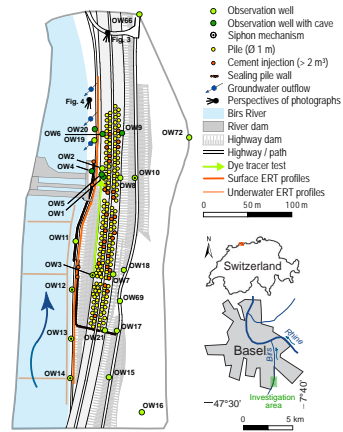 OW66
Fig. 3
Fig. 4
OW20
OW6
OW9
OW19
OW72
OW2
OW4
OW10
OW8
OW5
OW1
OW11
OW3
OW18
OW7
OW12
OW69
OW17
OW13
OW21
OW14
OW15
OW16
Observation well
Observation well with cave
Siphon mechanism
Pile (Ø 1 m)
Cement injection (> 2 m³)
Sealing pile wall
Groundwater outflow
Perspectives of photographs
Birs River
River dam
Highway dam
Highway / path
Dye tracer test
Surface ERT profiles
Underwater ERT profiles
0 50 m 100 m
N
Switzerland
Rhine
Basel
Birs
Investigation
area
–47°30'
–7°40'
0 5 km